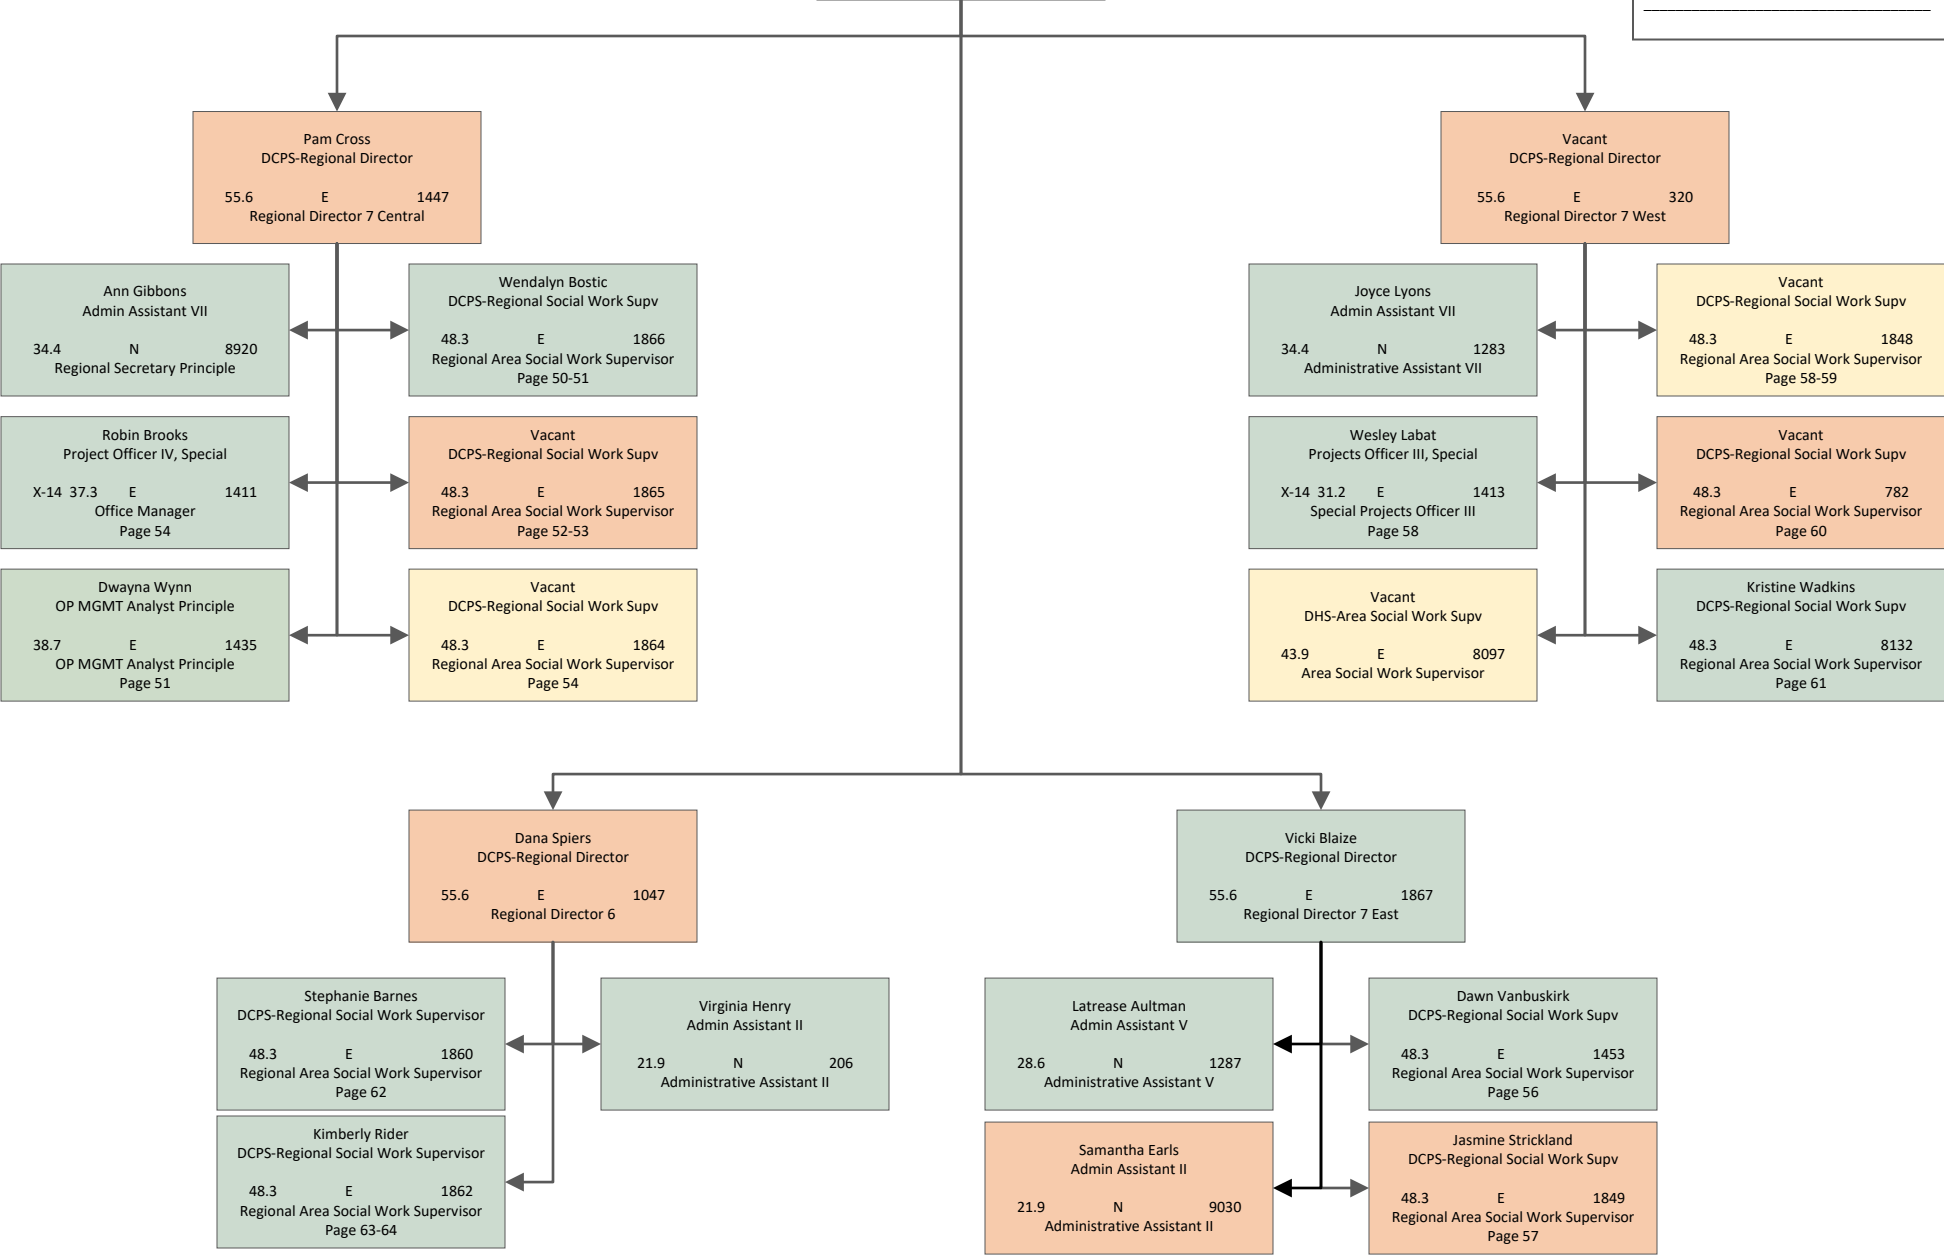 Pam Cross
DCPS-Regional Director
55.6 E 1447
Regional Director 7 Central
Vacant
DCPS-Regional Director
55.6 E 320
Regional Director 7 West
Ann Gibbons
Admin Assistant VII
34.4 N 8920
Regional Secretary Principle
Wendalyn Bostic
DCPS-Regional Social Work Supv
48.3 E 1866
Regional Area Social Work Supervisor
Page 50-51
Joyce Lyons
Admin Assistant VII
34.4 N 1283
Administrative Assistant VII
Vacant
DCPS-Regional Social Work Supv
48.3 E 1848
Regional Area Social Work Supervisor
Page 58-59
Robin Brooks
Project Officer IV, Special
X-14 37.3 E 1411
Office Manager
Page 54
Vacant
DCPS-Regional Social Work Supv
48.3 E 1865
Regional Area Social Work Supervisor
Page 52-53
Wesley Labat
Projects Officer III, Special
X-14 31.2 E 1413
Special Projects Officer III
Page 58
Vacant
DCPS-Regional Social Work Supv
48.3 E 782
Regional Area Social Work Supervisor
Page 60
Dwayna Wynn
OP MGMT Analyst Principle
38.7 E 1435
OP MGMT Analyst Principle
Page 51
Vacant
DCPS-Regional Social Work Supv
48.3 E 1864
Regional Area Social Work Supervisor
Page 54
Vacant
DHS-Area Social Work Supv
43.9 E 8097
Area Social Work Supervisor
Kristine Wadkins
DCPS-Regional Social Work Supv
48.3 E 8132
Regional Area Social Work Supervisor
Page 61
Dana Spiers
DCPS-Regional Director
55.6 E 1047
Regional Director 6
Vicki Blaize
DCPS-Regional Director
55.6 E 1867
Regional Director 7 East
Stephanie Barnes
DCPS-Regional Social Work Supervisor
48.3 E 1860
Regional Area Social Work Supervisor
Page 62
Virginia Henry
Admin Assistant II
21.9 N 206
Administrative Assistant II
Latrease Aultman
Admin Assistant V
28.6 N 1287
Administrative Assistant V
Dawn Vanbuskirk
DCPS-Regional Social Work Supv
48.3 E 1453
Regional Area Social Work Supervisor
Page 56
Kimberly Rider
DCPS-Regional Social Work Supervisor
48.3 E 1862
Regional Area Social Work Supervisor
Page 63-64
Samantha Earls
Admin Assistant II
21.9 N 9030
Administrative Assistant II
Jasmine Strickland
DCPS-Regional Social Work Supv
48.3 E 1849
Regional Area Social Work Supervisor
Page 57